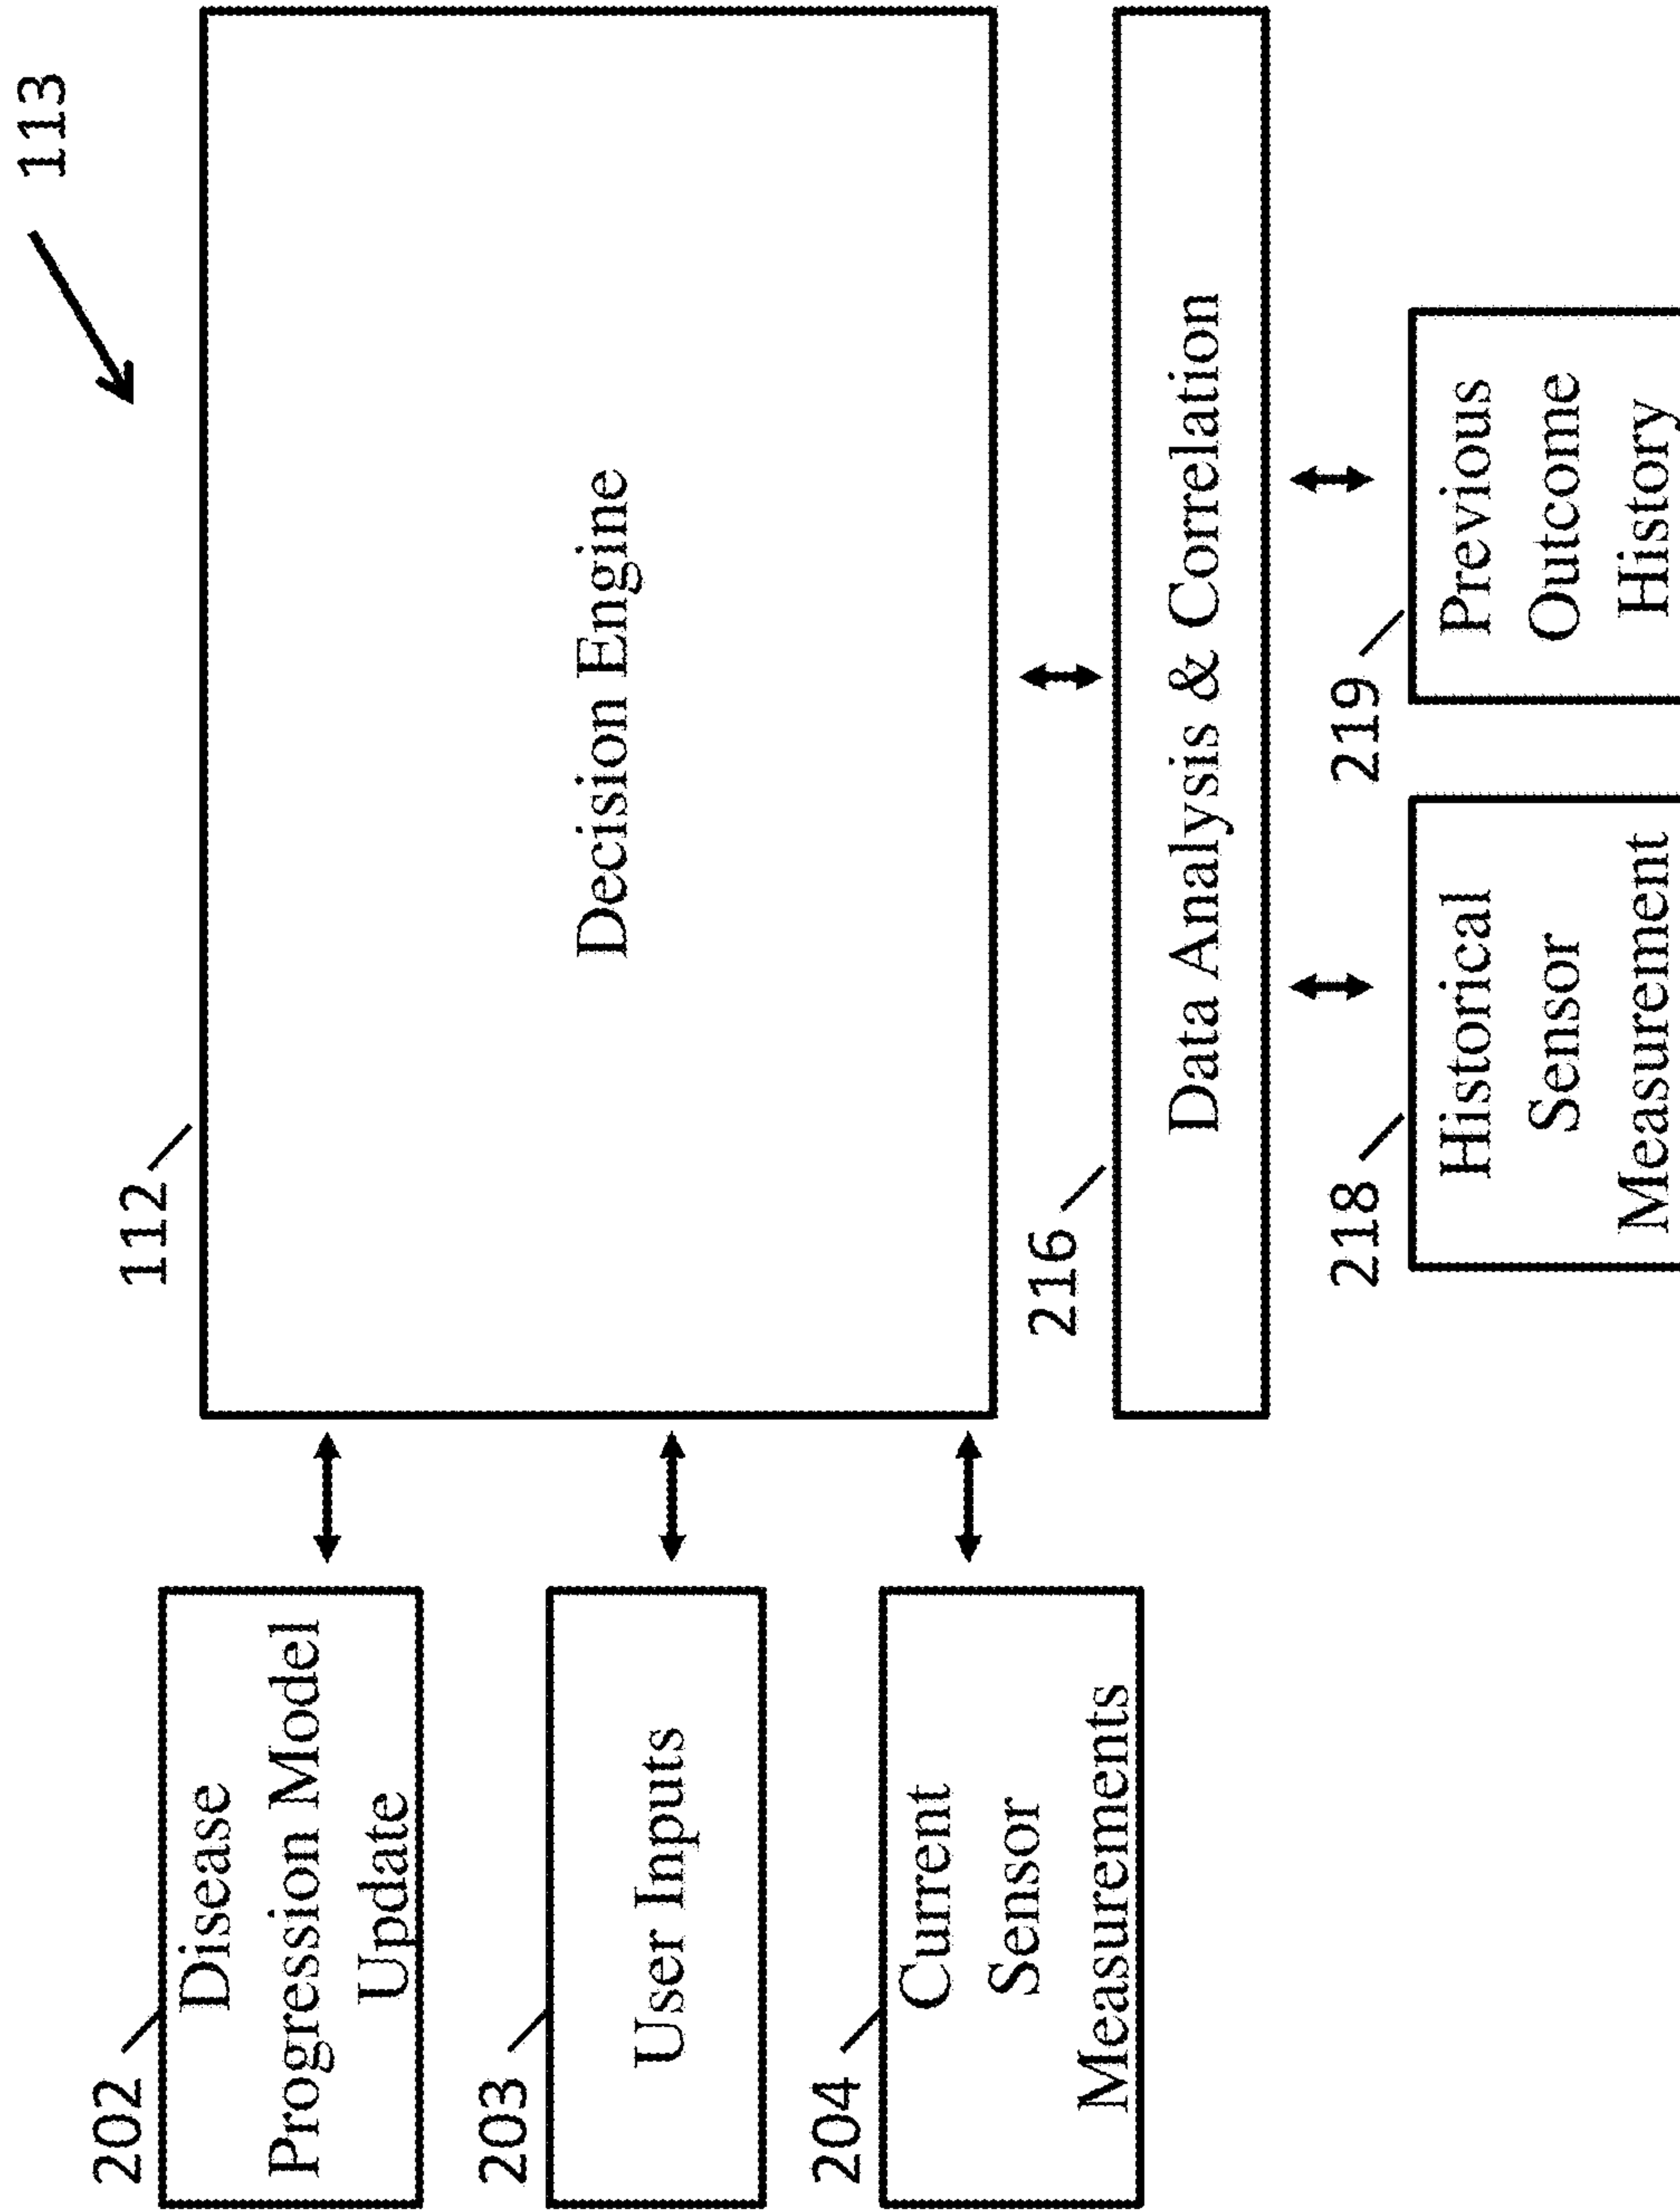 113
112
Decision Engine
202
Disease
Progression Model
Update
203
User Inputs
204
Current
Sensor
Measurements
216
Data Analysis & Correlation
218
Historical
Sensor
Measurement
219
Previous
Outcome
History